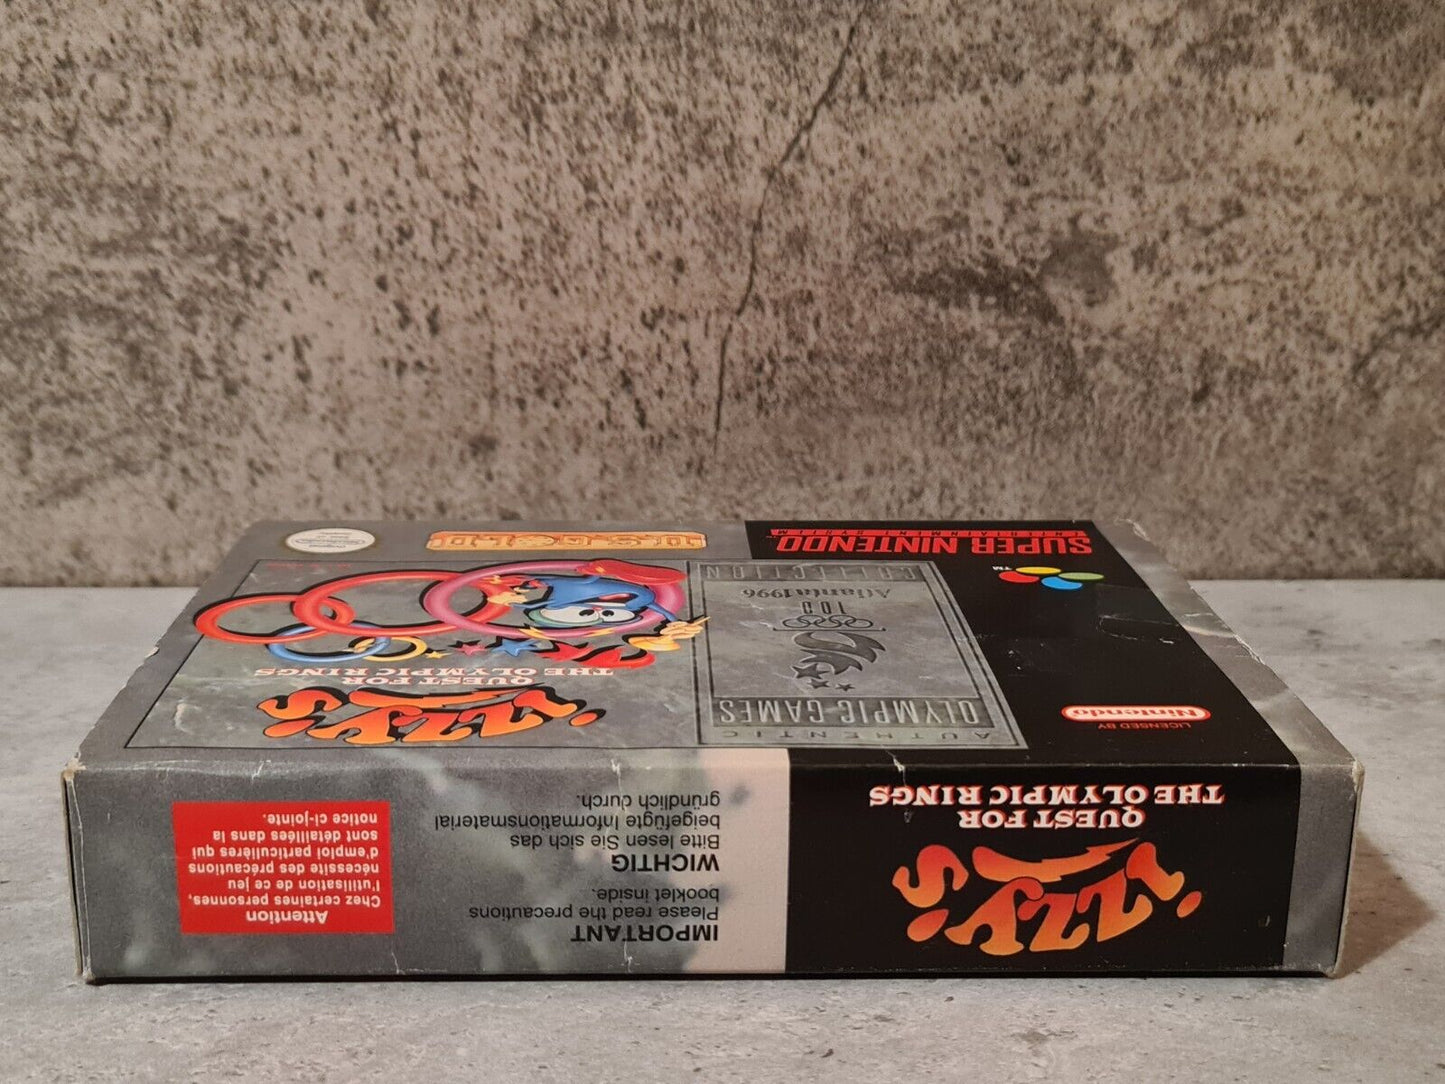 SUPER NINTENDO
ENTERTAINMENT SYSTEM
TM
LICENSED BY
Nintendo
AUTHENTIC
OLYMPIC GAMES
100
Atlanta 1996
COLLECTION
izzy's
QUEST FOR
THE OLYMPIC RINGS
U.S. GOLD
izzy's
QUEST FOR
THE OLYMPIC RINGS
IMPORTANT
Please read the precautions
booklet inside.
WICHTIG
Bitte lesen Sie sich das
beigefügte Informationsmaterial
gründlich durch.
Attention
Chez certaines personnes,
l'utilisation de ce jeu
nécessite des précautions
d'emploi particulières qui
sont détaillées dans la
notice ci-jointe.